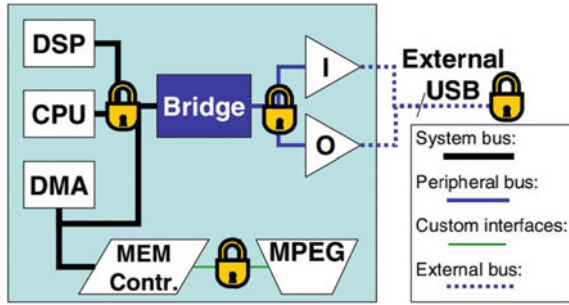 DSP
CPU
DMA
Bridge
I
O
MEM
Contr.
MPEG
External
USB
System bus:
Peripheral bus:
Custom interfaces:
External bus: